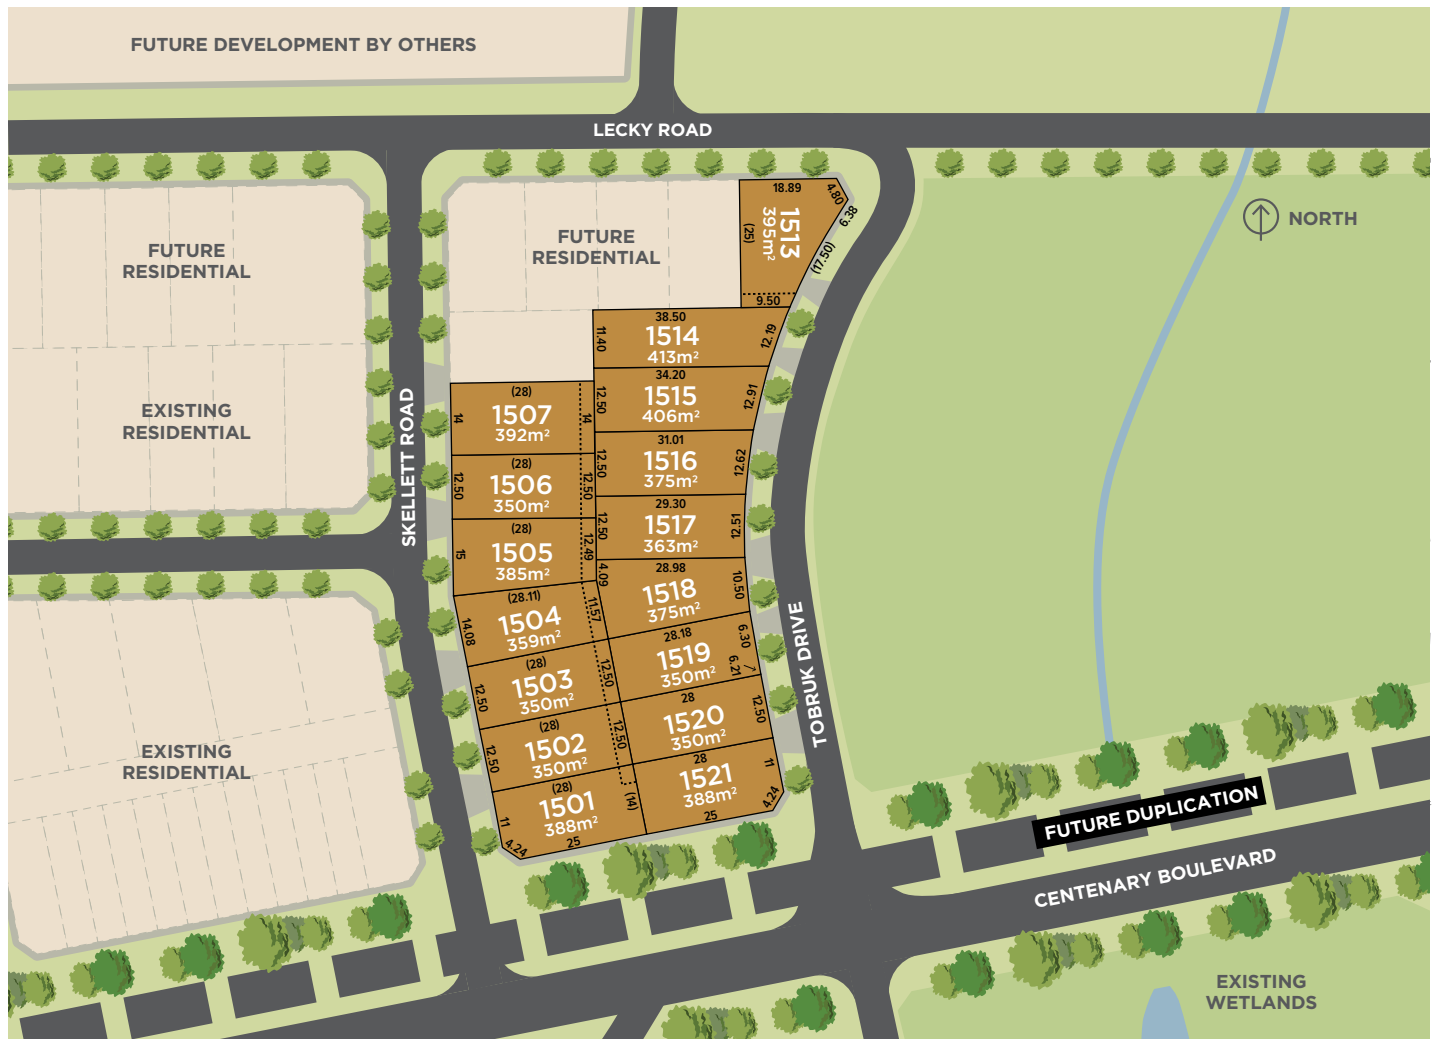 FUTURE DEVELOPMENT BY OTHERS
LECKY ROAD
NORTH
FUTURE
RESIDENTIAL
FUTURE
RESIDENTIAL
EXISTING
RESIDENTIAL
EXISTING
RESIDENTIAL
SKELLETT ROAD
TOBRUK DRIVE
18.89
4.80
6.38
(25)
1513
395m²
(17.50)
9.50
38.50
11.40
1514
413m²
12.19
34.20
12.50
1515
406m²
12.91
31.01
12.50
1516
375m²
12.62
29.30
12.50
1517
363m²
12.51
28.98
4.09
1518
375m²
10.50
28.18
1519
350m²
6.30
6.21
28
1520
350m²
12.50
28
1521
388m²
11
4.24
25
(28)
14
1507
392m²
14
(28)
12.50
1506
350m²
12.50
(28)
15
1505
385m²
12.49
(28.11)
14.08
1504
359m²
11.57
(28)
12.50
1503
350m²
12.50
(28)
12.50
1502
350m²
12.50
(28)
11
1501
388m²
(14)
4.24
25
FUTURE DUPLICATION
CENTENARY BOULEVARD
EXISTING
WETLANDS